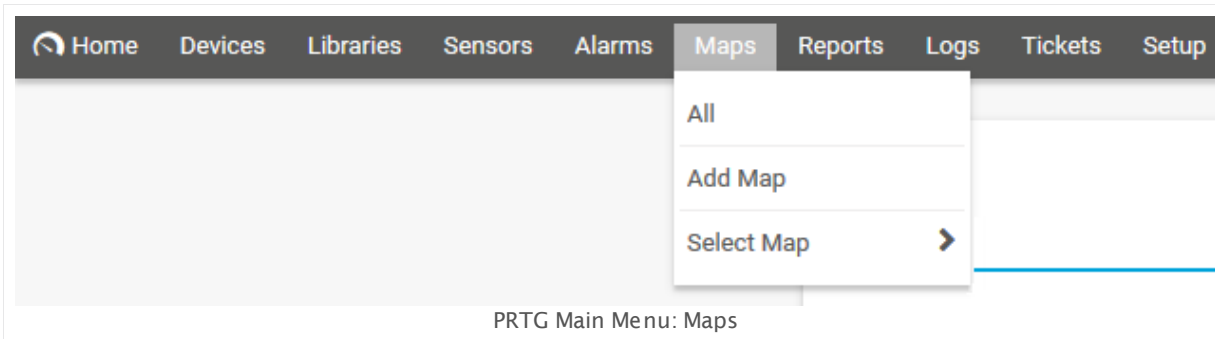 Home Devices Libraries Sensors Alarms Maps Reports Logs Tickets Setup
All
Add Map
Select Map
PRTG Main Menu: Maps